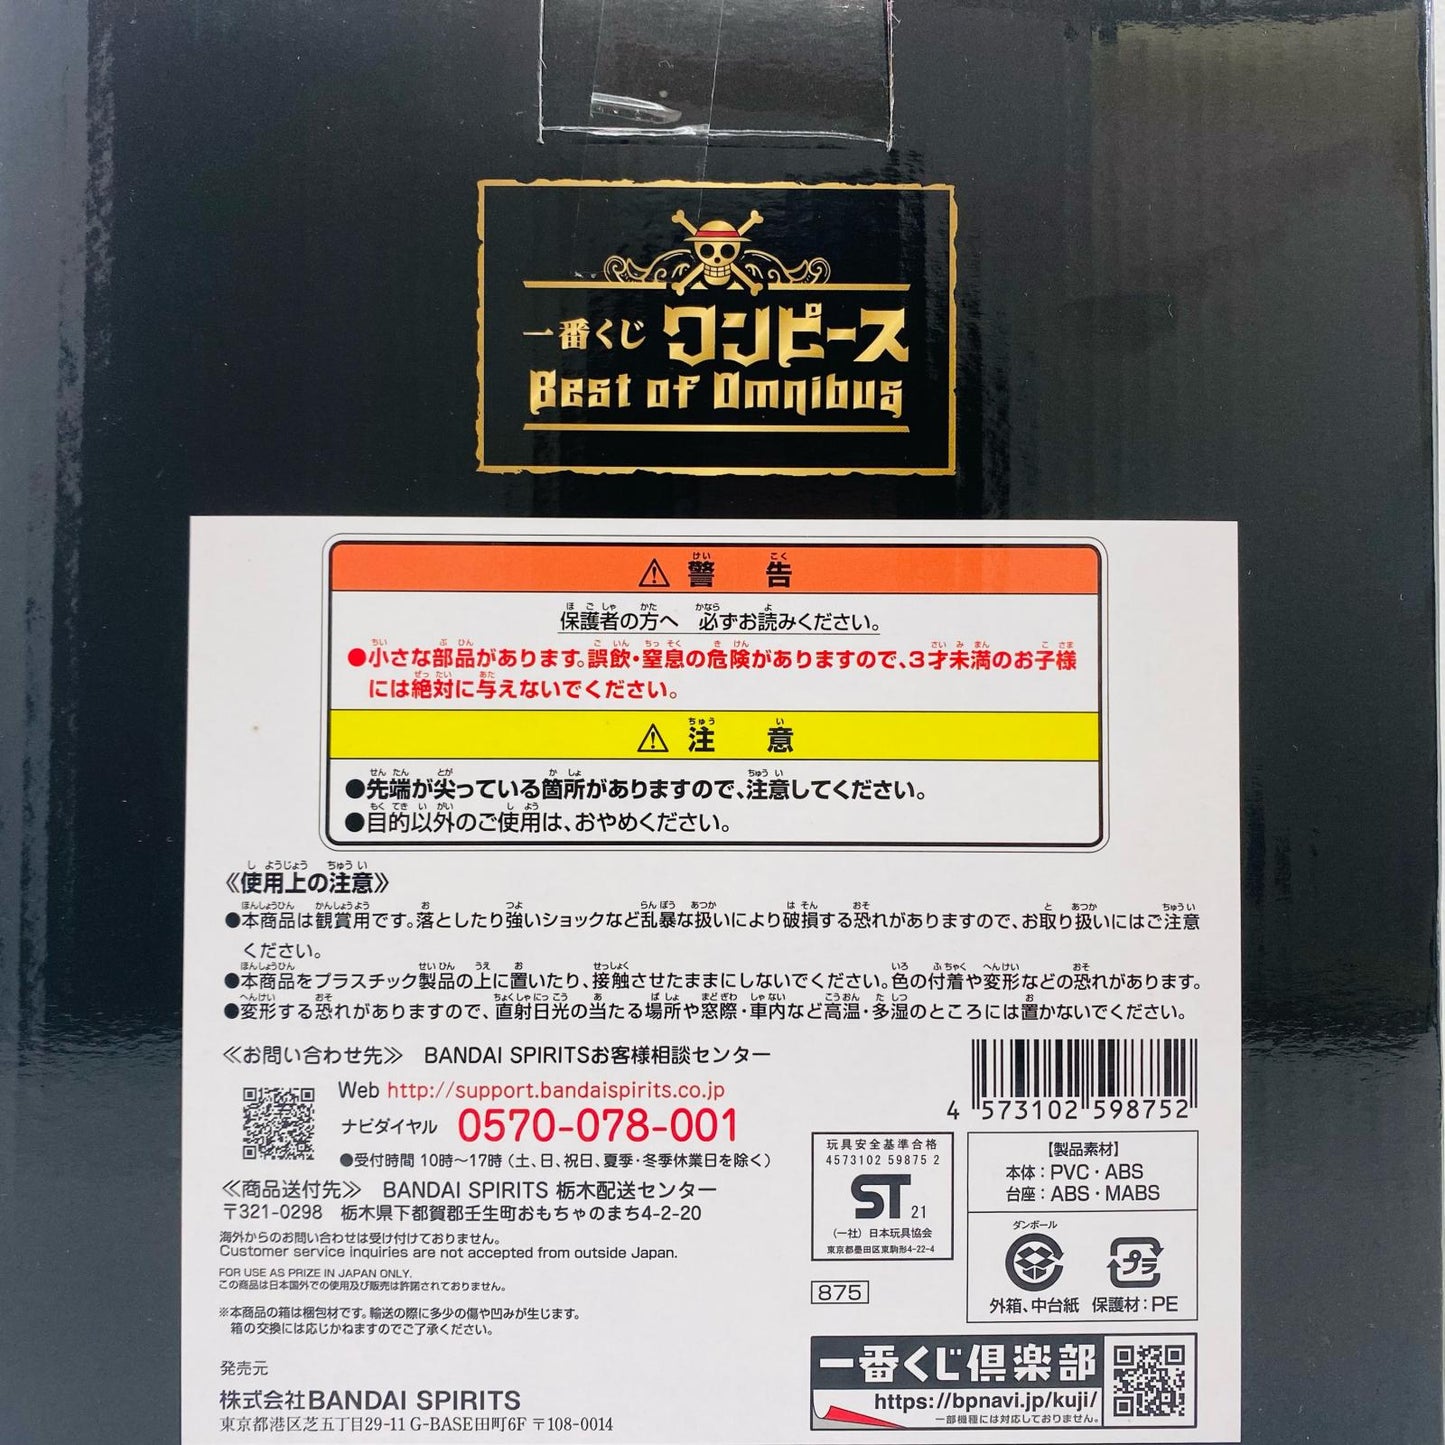 一番くじ ワンピース
Best of Omnibus
⚠ 警告
保護者の方へ 必ずお読みください。
●小さな部品があります。誤飲・窒息の危険がありますので、3才未満のお子様
には絶対に与えないでください。
⚠ 注意
●先端が尖っている箇所がありますので、注意してください。
●目的以外のご使用は、おやめください。
《使用上の注意》
●本商品は観賞用です。落としたり強いショックなど乱暴な扱いにより破損する恐れがありますので、お取り扱いにはご注意
ください。
●本商品をプラスチック製品の上に置いたり、接触させたままにしないでください。色の付着や変形などの恐れがあります。
●変形する恐れがありますので、直射日光の当たる場所や窓際・車内など高温・多湿のところには置かないでください。
≪お問い合わせ先≫ BANDAI SPIRITSお客様相談センター
Web http://support.bandaispirits.co.jp
ナビダイヤル 0570-078-001
●受付時間 10時〜17時（土、日、祝日、夏季・冬季休業日を除く）
≪商品送付先≫ BANDAI SPIRITS 栃木配送センター
〒321-0298 栃木県下都賀郡壬生町おもちゃのまち4-2-20
海外からのお問い合わせは受け付けておりません。
Customer service inquiries are not accepted from outside Japan.
FOR USE AS PRIZE IN JAPAN ONLY.
この商品は日本国外での使用及び販売は許諾されておりません。
※本商品の箱は梱包材です。輸送の際に多少の傷や凹みが生じます。
箱の交換には応じかねますのでご了承ください。
発売元
株式会社BANDAI SPIRITS
東京都港区芝五丁目29-11 G-BASE田町6F 〒108-0014
4 573102 598752
玩具安全基準合格
4573102 59875 2
ST 21
（一社）日本玩具協会
東京都墨田区東駒形4-22-4
875
【製品素材】
本体：PVC・ABS
台座：ABS・MABS
ダンボール
プラ
外箱、中台紙 保護材：PE
一番くじ倶楽部
https://bpnavi.jp/kuji/
一部機種には対応しておりません。